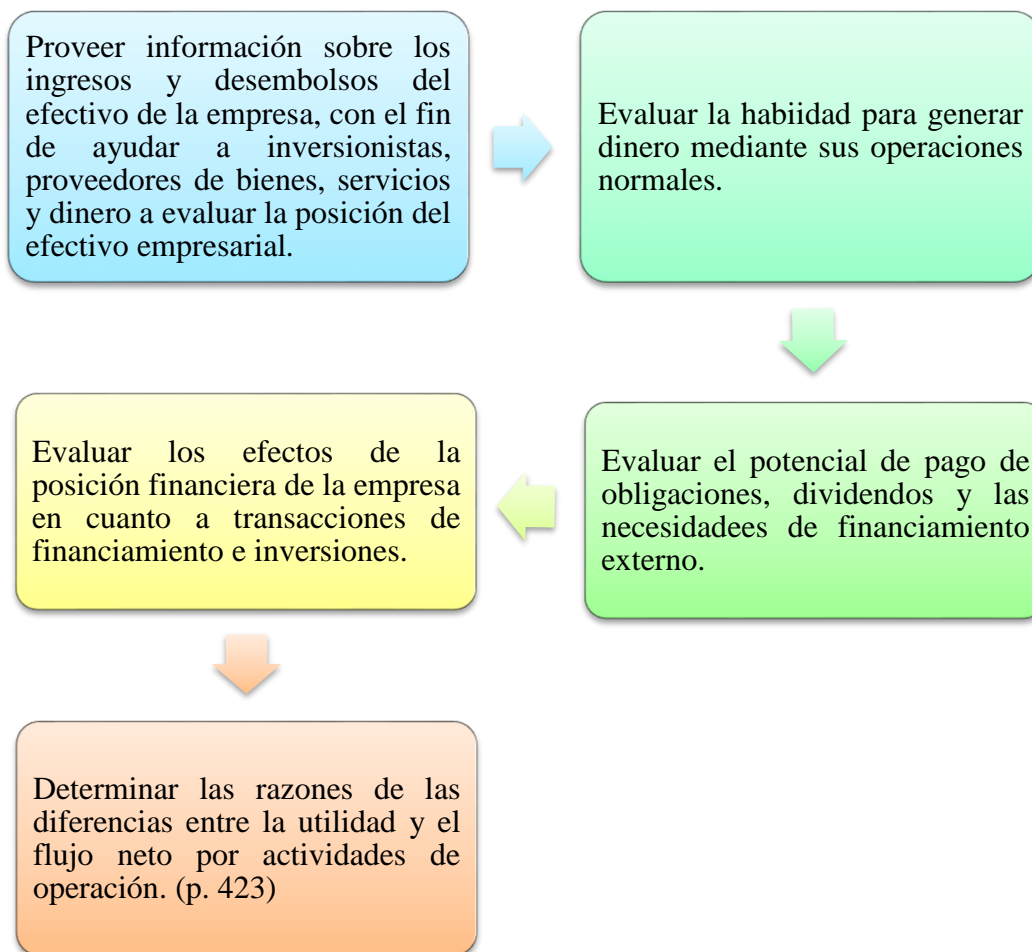 Proveer información sobre los
ingresos y desembolsos del
efectivo de la empresa, con el fin
de ayudar a inversionistas,
proveedores de bienes, servicios
y dinero a evaluar la posición del
efectivo empresarial.
Evaluar la habiidad para generar
dinero mediante sus operaciones
normales.
Evaluar el potencial de pago de
obligaciones, dividendos y las
necesidadees de financiamiento
externo.
Evaluar los efectos de la
posición financiera de la empresa
en cuanto a transacciones de
financiamiento e inversiones.
Determinar las razones de las
diferencias entre la utilidad y el
flujo neto por actividades de
operación. (p. 423)